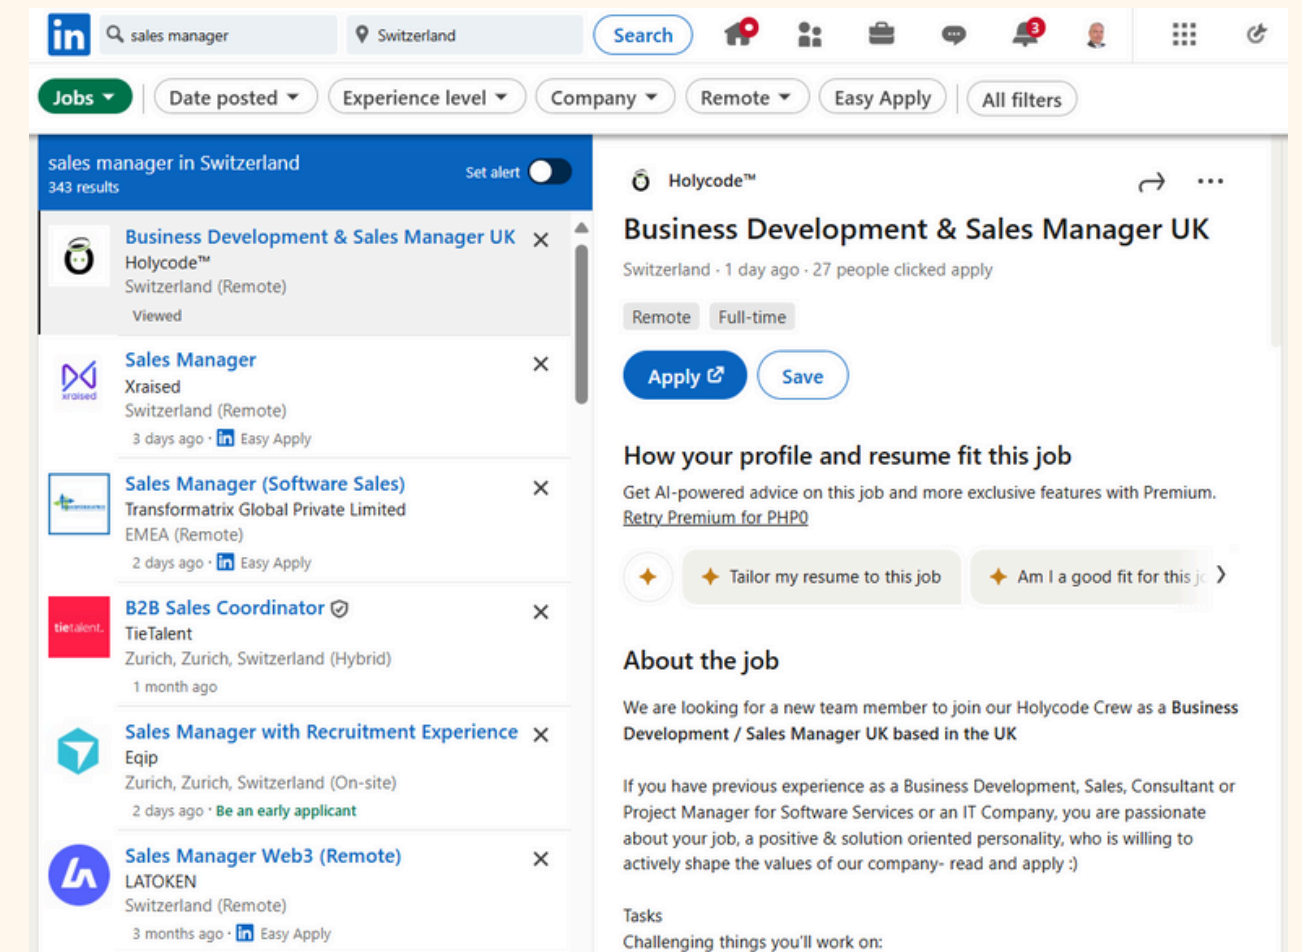 in
sales manager
Switzerland
Search
3
Jobs
Date posted
Experience level
Company
Remote
Easy Apply
All filters
sales manager in Switzerland
343 results
Set alert
Business Development & Sales Manager UK
Holycode™
Switzerland (Remote)
Viewed
xraised
Sales Manager
Xraised
Switzerland (Remote)
3 days ago · in Easy Apply
Sales Manager (Software Sales)
Transformatrix Global Private Limited
EMEA (Remote)
2 days ago · in Easy Apply
tietalent.
B2B Sales Coordinator
TieTalent
Zurich, Zurich, Switzerland (Hybrid)
1 month ago
Sales Manager with Recruitment Experience
Eqip
Zurich, Zurich, Switzerland (On-site)
2 days ago · Be an early applicant
Sales Manager Web3 (Remote)
LATOKEN
Switzerland (Remote)
3 months ago · in Easy Apply
Holycode™
Business Development & Sales Manager UK
Switzerland · 1 day ago · 27 people clicked apply
Remote
Full-time
Apply
Save
How your profile and resume fit this job
Get AI-powered advice on this job and more exclusive features with Premium.
Retry Premium for PHP0
Tailor my resume to this job
Am I a good fit for this
About the job
We are looking for a new team member to join our Holycode Crew as a Business
Development / Sales Manager UK based in the UK
If you have previous experience as a Business Development, Sales, Consultant or
Project Manager for Software Services or an IT Company, you are passionate
about your job, a positive & solution oriented personality, who is willing to
actively shape the values of our company- read and apply :)
Tasks
Challenging things you'll work on: